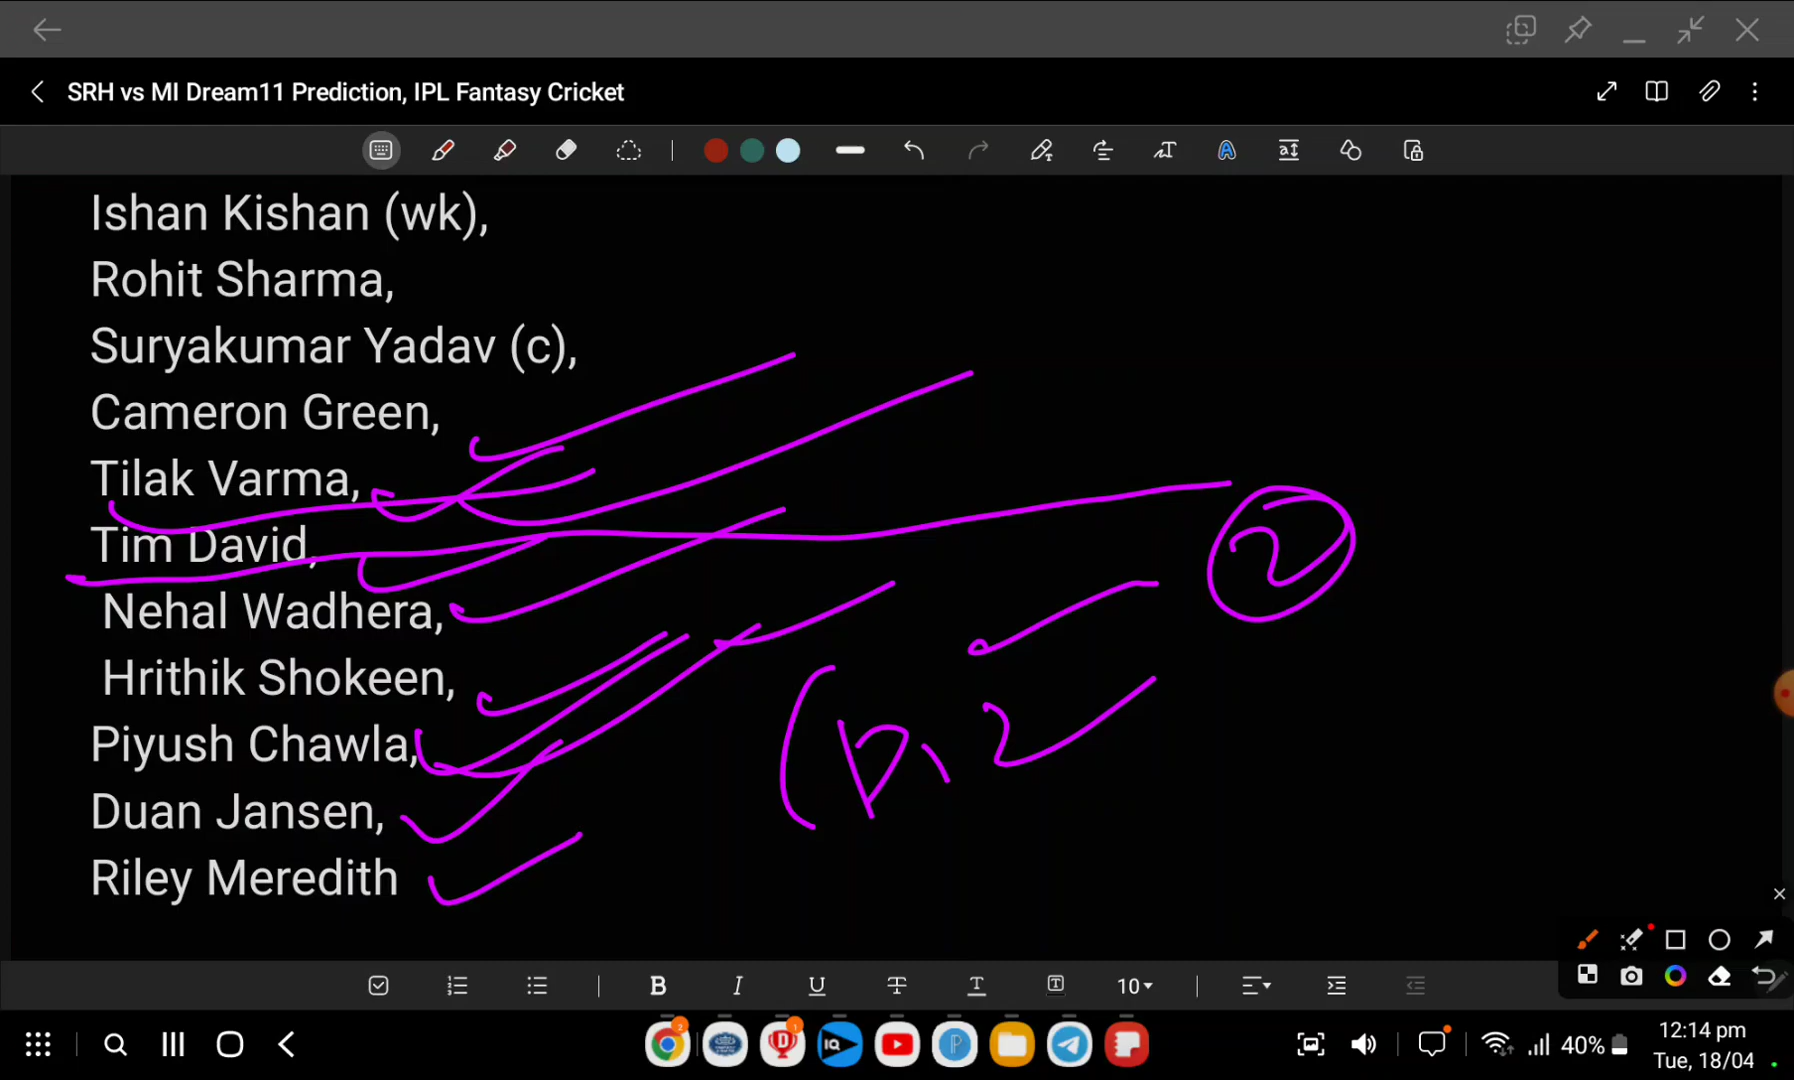 SRH vs MI Dream11 Prediction, IPL Fantasy Cricket
Ishan Kishan (wk),
Rohit Sharma,
Suryakumar Yadav (c),
Cameron Green,
Tilak Varma,
Tim David,
2
Nehal Wadhera,
Hrithik Shokeen,
Piyush Chawla,
Duan Jansen,
Riley Meredith
B I U T T T 10
12:14 pm
40%
Tue, 18/04